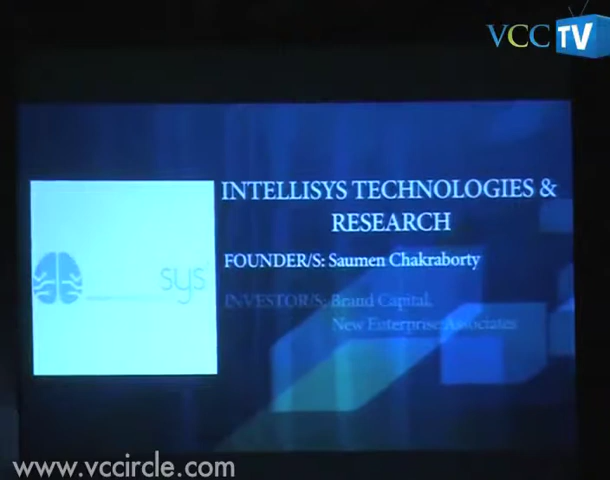 VCC TV
INTELLISYS TECHNOLOGIES &
RESEARCH
FOUNDER/S: Saumen Chakraborty
sys
INVESTOR/S: Brand Capital,
New Enterprise Associates
www.vccircle.com